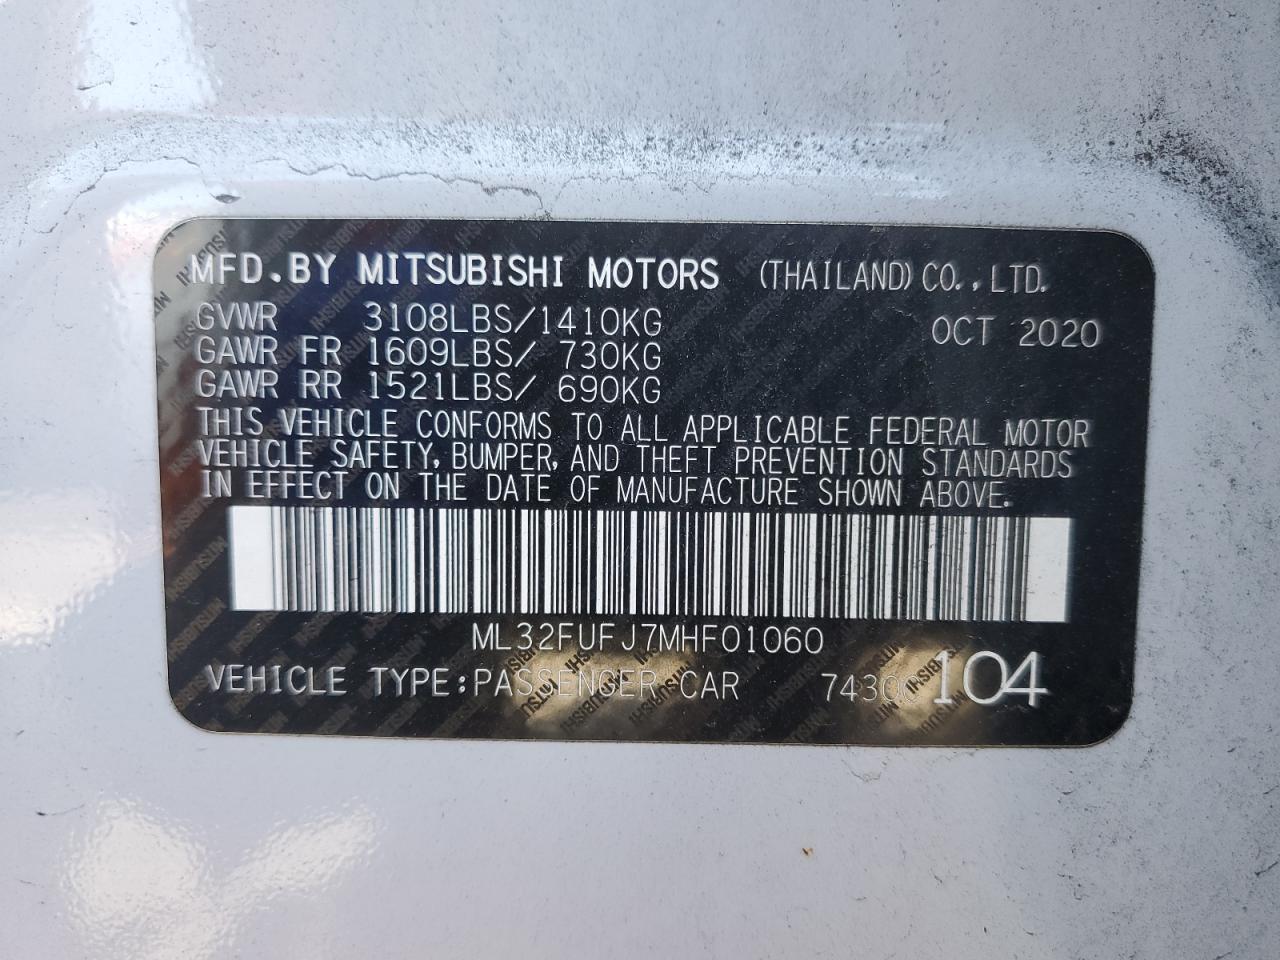 MFD.BY MITSUBISHI MOTORS (THAILAND) CO., LTD.
GVWR 3108LBS/1410KG OCT 2020
GAWR FR 1609LBS/ 730KG
GAWR RR 1521LBS/ 690KG
THIS VEHICLE CONFORMS TO ALL APPLICABLE FEDERAL MOTOR
VEHICLE SAFETY, BUMPER, AND THEFT PREVENTION STANDARDS
IN EFFECT ON THE DATE OF MANUFACTURE SHOWN ABOVE.
ML32FUFJ7MHF01060
VEHICLE TYPE:PASSENGER CAR 104